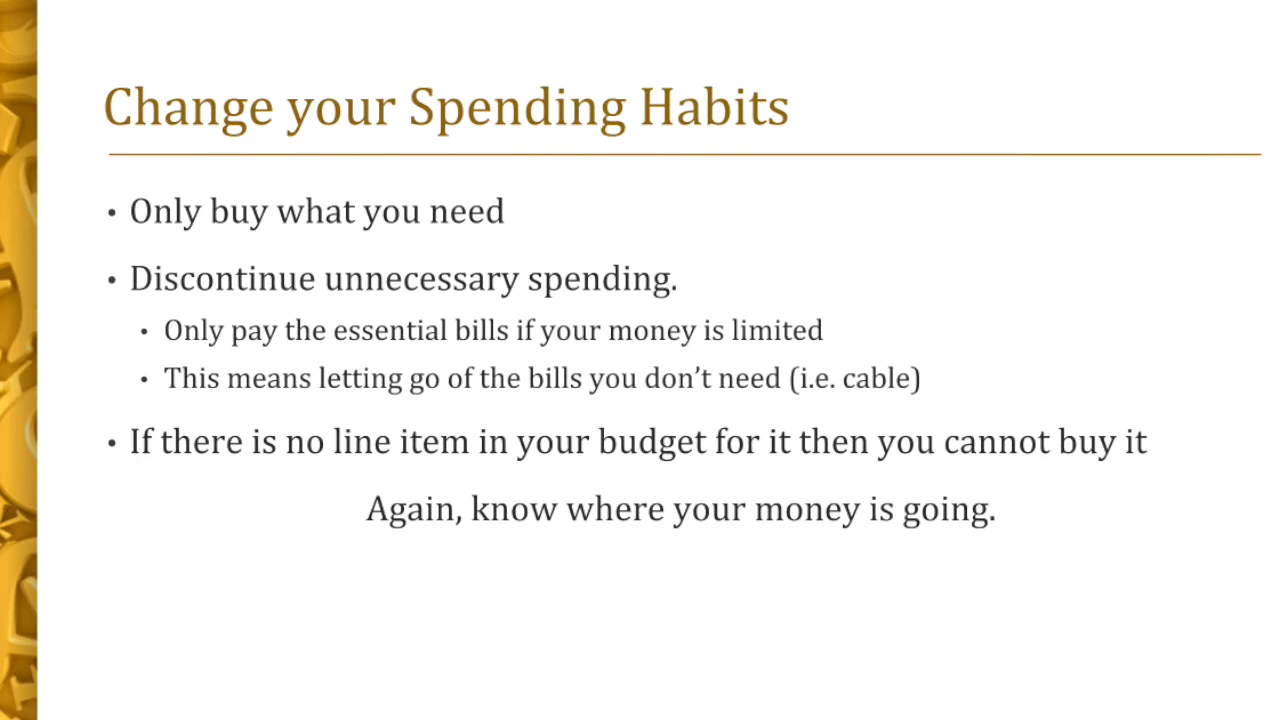 Change your Spending Habits
• Only buy what you need
• Discontinue unnecessary spending.
• Only pay the essential bills if your money is limited
• This means letting go of the bills you don’t need (i.e. cable)
• If there is no line item in your budget for it then you cannot buy it
Again, know where your money is going.